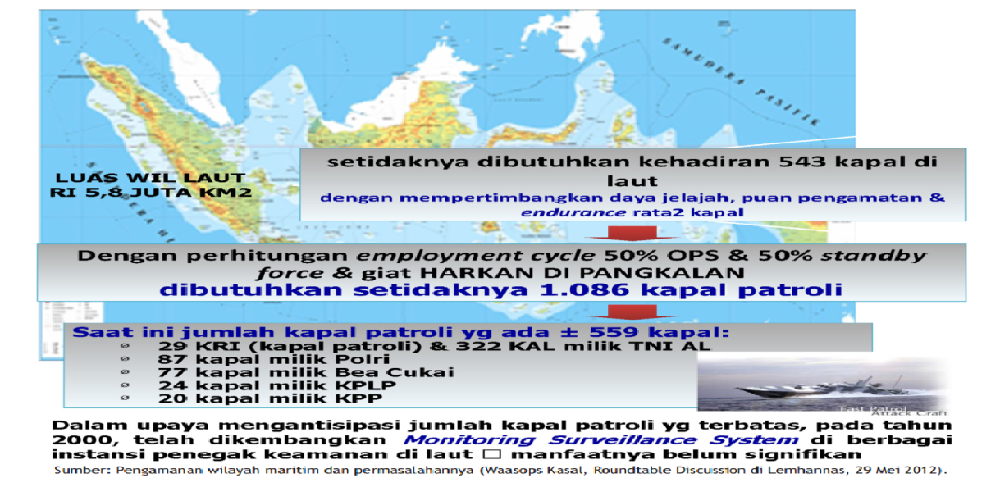 SAMUDERA PASIFIK
LUAS WIL LAUT
RI 5,8 JUTA KM2
setidaknya dibutuhkan kehadiran 543 kapal di
laut
dengan mempertimbangkan daya jelajah, puan pengamatan &
endurance rata2 kapal
Dengan perhitungan employment cycle 50% OPS & 50% standby
force & giat HARKAN DI PANGKALAN
dibutuhkan setidaknya 1.086 kapal patroli
Saat ini jumlah kapal patroli yg ada ± 559 kapal:
ø 29 KRI (kapal patroli) & 322 KAL milik TNI AL
ø 87 kapal milik Polri
ø 77 kapal milik Bea Cukai
ø 24 kapal milik KPLP
ø 20 kapal milik KPP
Fast Patrol
Attack Craft
Dalam upaya mengantisipasi jumlah kapal patroli yg terbatas, pada tahun
2000, telah dikembangkan Monitoring Surveillance System di berbagai
instansi penegak keamanan di laut □ manfaatnya belum signifikan
Sumber: Pengamanan wilayah maritim dan permasalahannya (Waasops Kasal, Roundtable Discussion di Lemhannas, 29 Mei 2012).